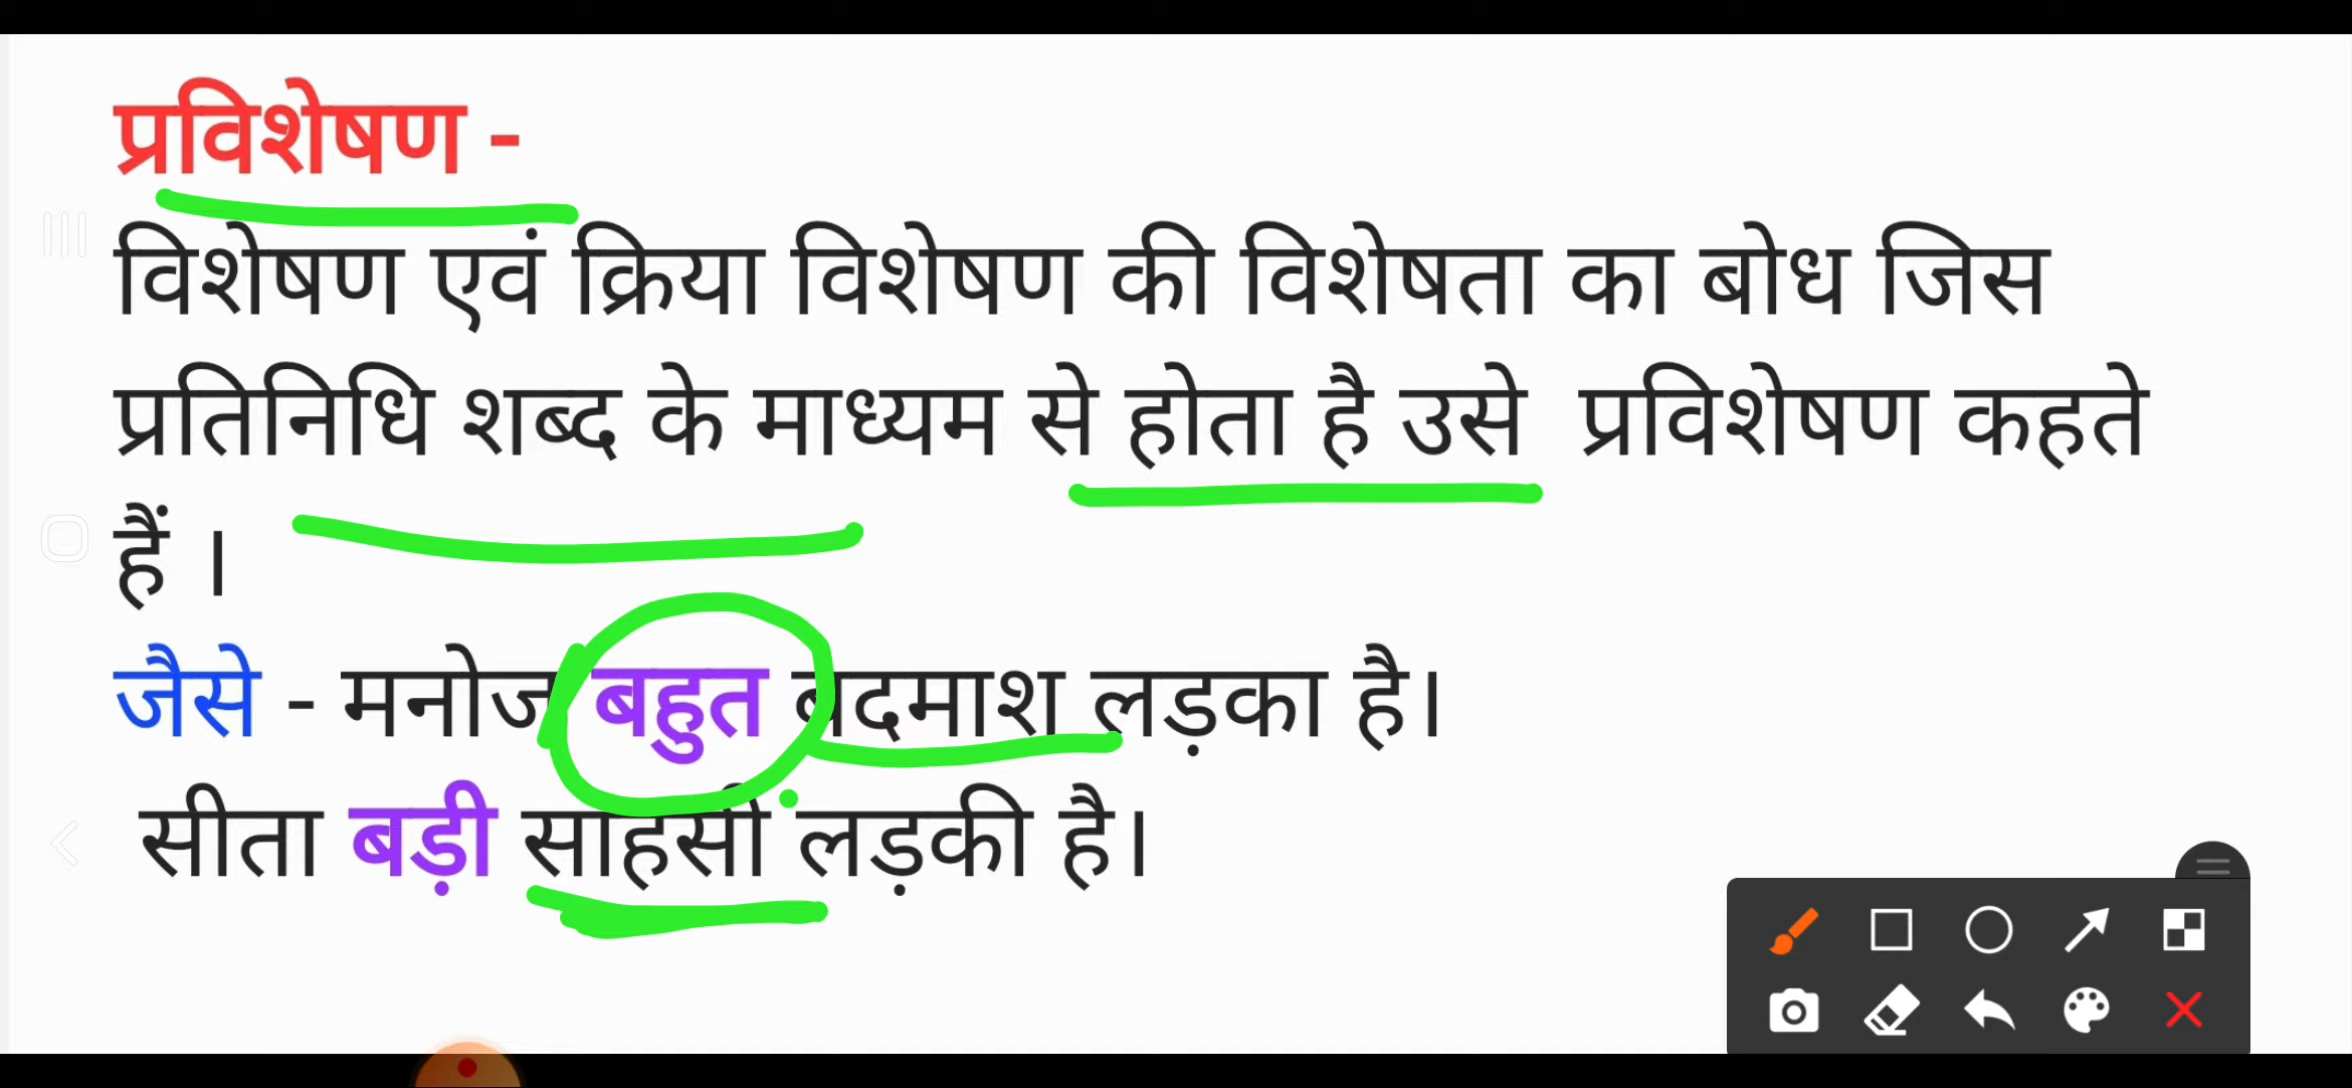 प्रविशेषण -
विशेषण एवं क्रिया विशेषण की विशेषता का बोध जिस
प्रतिनिधि शब्द के माध्यम से होता है उसे प्रविशेषण कहते
हैं ।
जैसे - मनोज बहुत बदमाश लड़का है।
सीता बड़ी साहसी लड़की है।